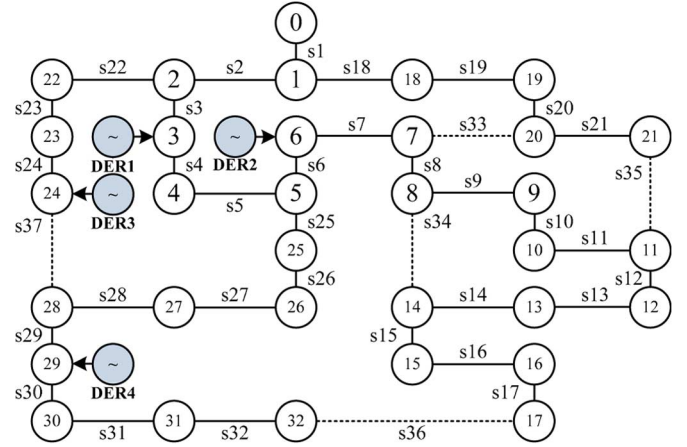 0
s1
22 s22 2 s2 1 s18 18 s19 19
s23 s3 s20
23 ~ 3 ~ 6 s7 7 s33 20 s21 21
DER1 DER2
s24 s4 s6 s8 s35
24 ~ 4 s5 5 8 s9 9
DER3
s37 s25 s34 s10
25 10 s11 11
s26 s12
28 s28 27 s27 26 14 s14 13 s13 12
s29 s15
29 ~ 15 s16 16
DER4
s30 s17
30 s31 31 s32 32 s36 17